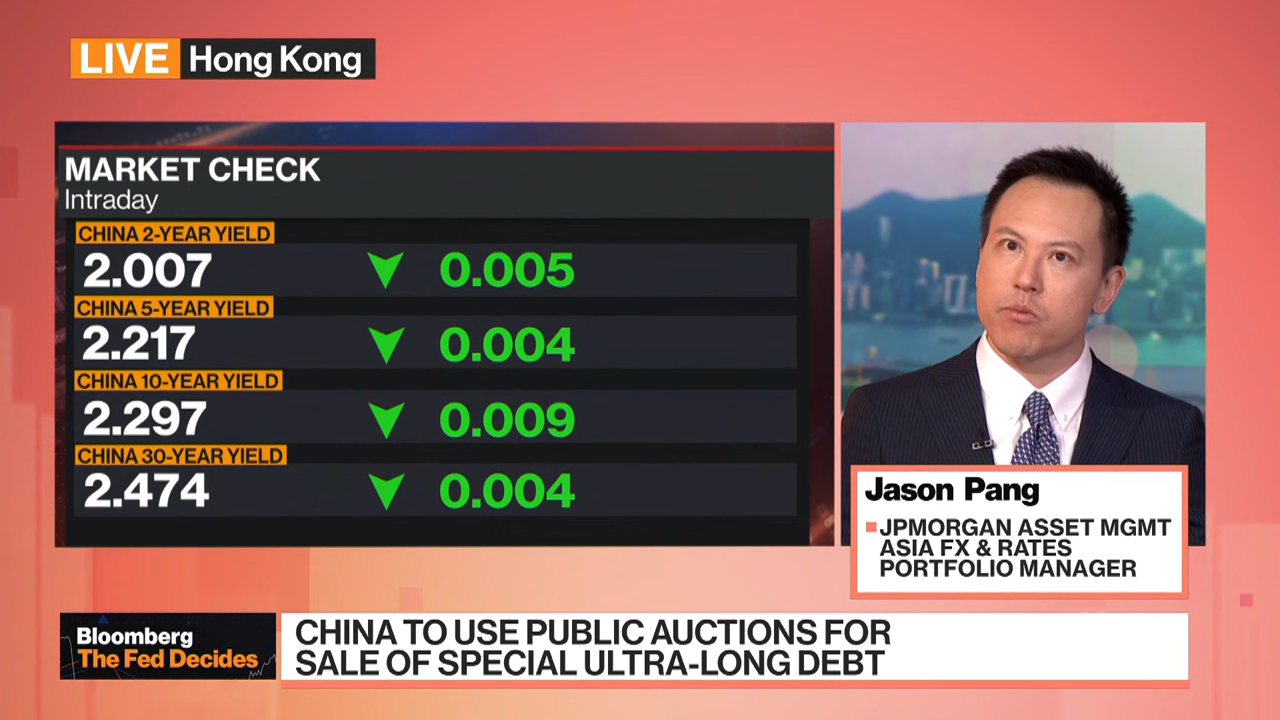 LIVE Hong Kong
MARKET CHECK
Intraday
CHINA 2-YEAR YIELD
2.007 0.005
CHINA 5-YEAR YIELD
2.217 0.004
CHINA 10-YEAR YIELD
2.297 0.009
CHINA 30-YEAR YIELD
2.474 0.004
Jason Pang
JPMORGAN ASSET MGMT
ASIA FX & RATES
PORTFOLIO MANAGER
Bloomberg
The Fed Decides
CHINA TO USE PUBLIC AUCTIONS FOR
SALE OF SPECIAL ULTRA-LONG DEBT